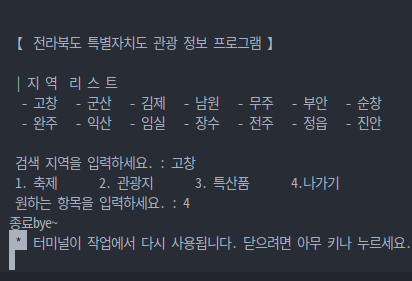 【 전라북도 특별자치도 관광 정보 프로그램 】
| 지 역 리 스 트
- 고창 - 군산 - 김제 - 남원 - 무주 - 부안 - 순창
- 완주 - 익산 - 임실 - 장수 - 전주 - 정읍 - 진안
검색 지역을 입력하세요. : 고창
1. 축제 2. 관광지 3. 특산품 4.나가기
원하는 항목을 입력하세요. : 4
종료bye~
* 터미널이 작업에서 다시 사용됩니다. 닫으려면 아무 키나 누르세요.